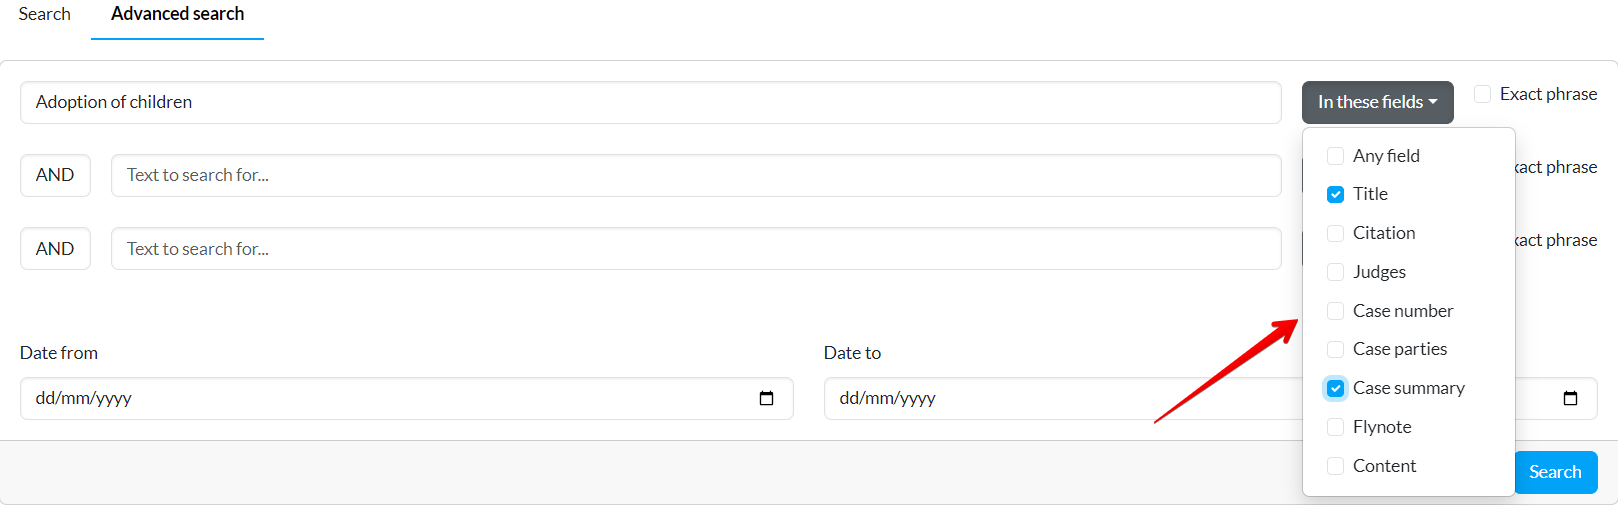 Search Advanced search
Adoption of children In these fields Exact phrase
Any field
AND Text to search for... xact phrase
Title
Citation
AND Text to search for... xact phrase
Judges
Case number
Date from Date to
Case parties
Case summary
dd/mm/yyyy dd/mm/yyyy
Flynote
Content
Search